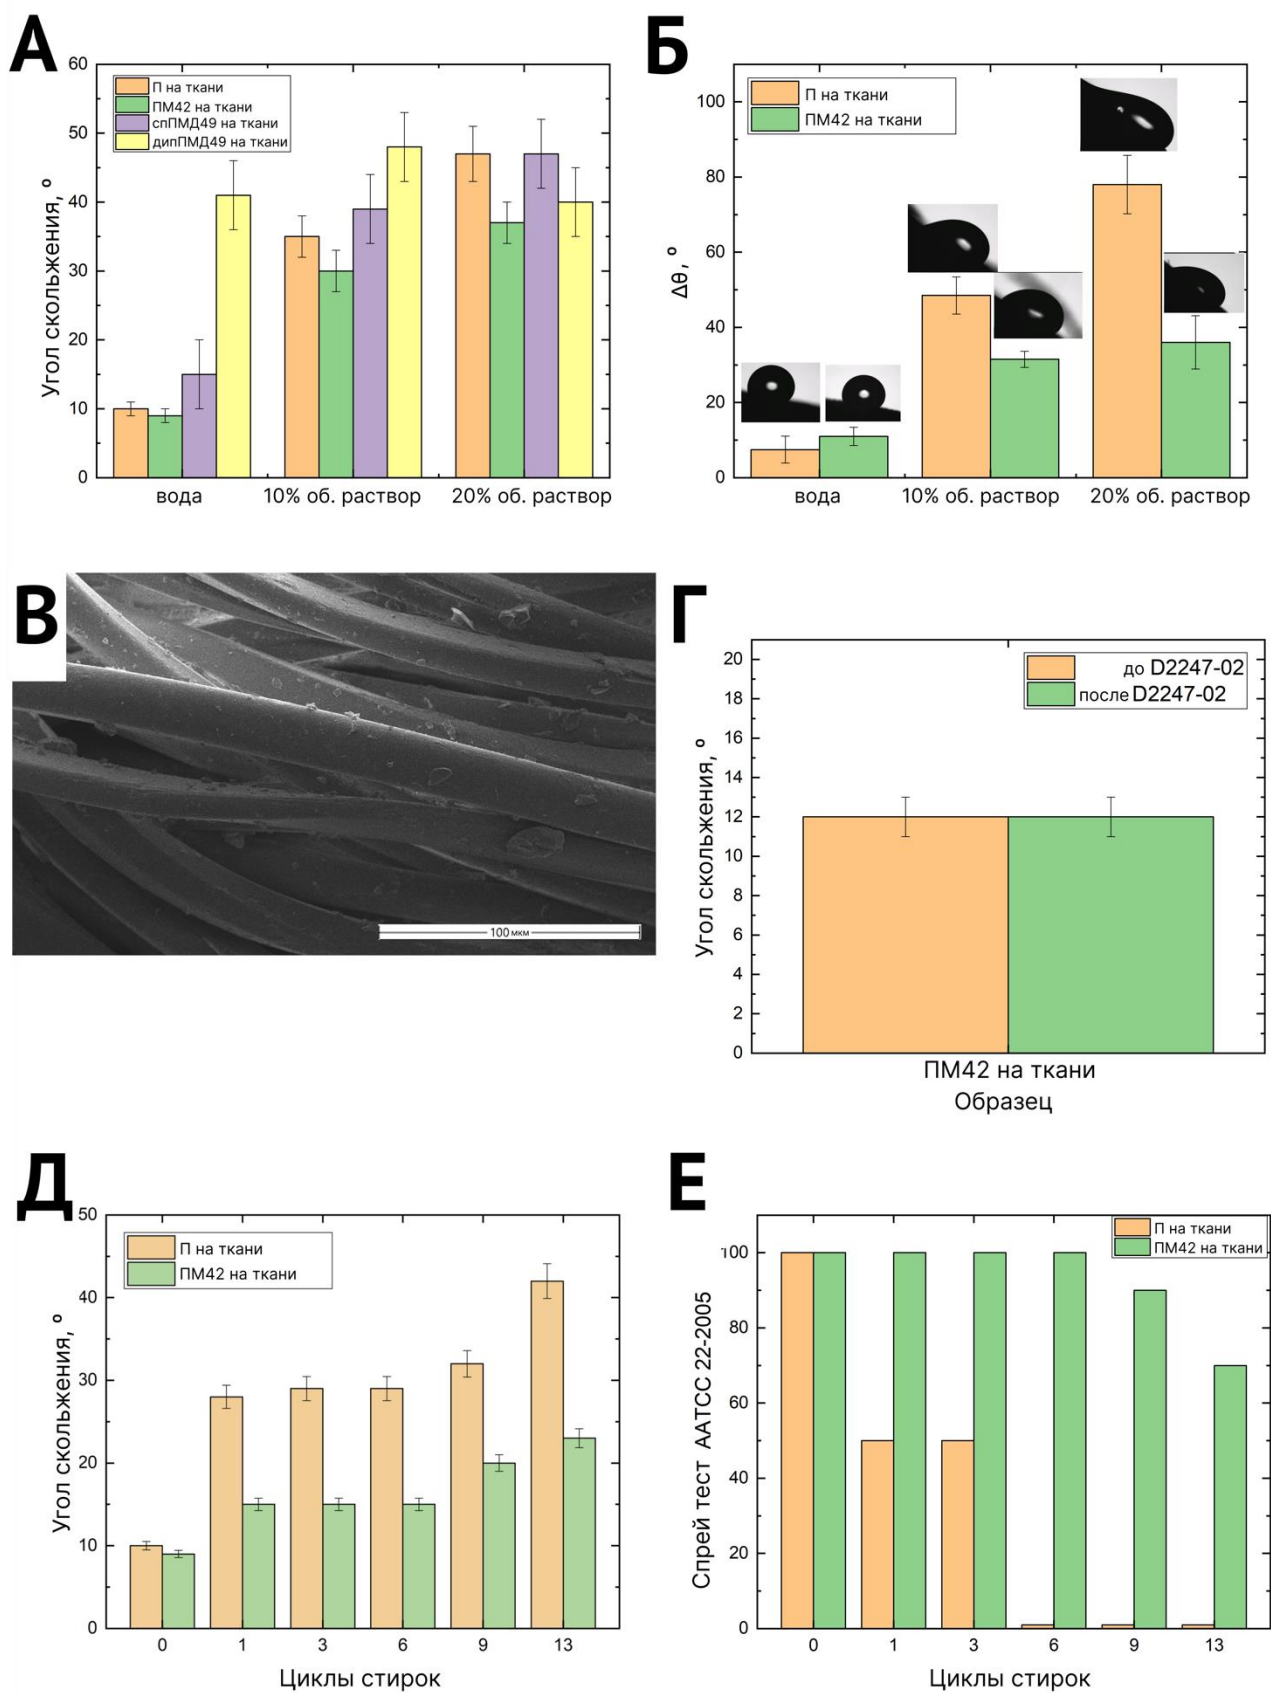 А
60
50
40
30
20
10
0
Угол скольжения, º
П на ткани
ПМ42 на ткани
спПМД49 на ткани
дипПМД49 на ткани
вода
10% об. раствор
20% об. раствор
Б
100
80
60
40
20
0
Δθ, º
П на ткани
ПМ42 на ткани
вода
10% об. раствор
20% об. раствор
В
100 мкм
Г
20
18
16
14
12
10
8
6
4
2
0
Угол скольжения, º
до D2247-02
после D2247-02
ПМ42 на ткани
Образец
Д
50
40
30
20
10
0
Угол скольжения, º
П на ткани
ПМ42 на ткани
0 1 3 6 9 13
Циклы стирок
Е
100
80
60
40
20
0
Спрей тест ААТСС 22-2005
П на ткани
ПМ42 на ткани
0 1 3 6 9 13
Циклы стирок